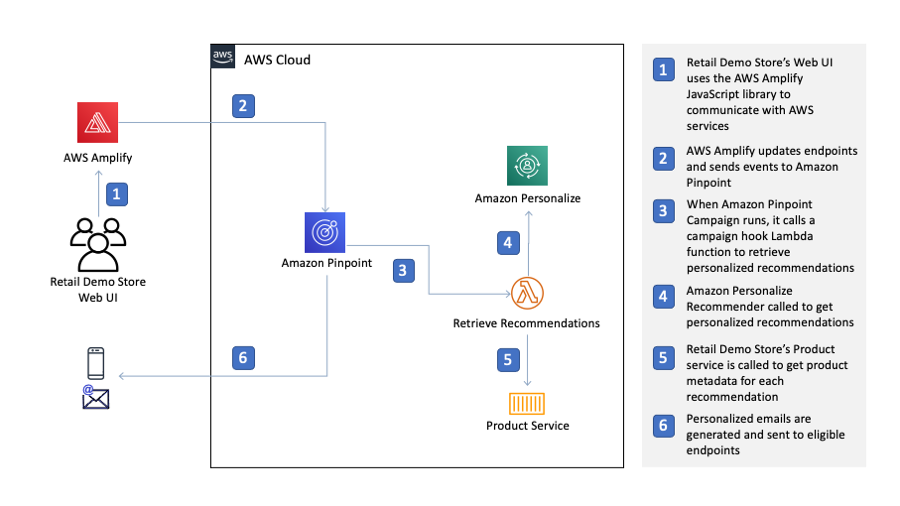 aws
AWS Cloud
2
AWS Amplify
1
Retail Demo Store
Web UI
Amazon Personalize
4
Amazon Pinpoint
3
Retrieve Recommendations
6
5
@
Product Service
1
Retail Demo Store's Web UI
uses the AWS Amplify
JavaScript library to
communicate with AWS
services
2
AWS Amplify updates endpoints
and sends events to Amazon
Pinpoint
3
When Amazon Pinpoint
Campaign runs, it calls a
campaign hook Lambda
function to retrieve
personalized recommendations
4
Amazon Personalize
Recommender called to get
personalized recommendations
5
Retail Demo Store's Product
service is called to get product
metadata for each
recommendation
6
Personalized emails are
generated and sent to eligible
endpoints